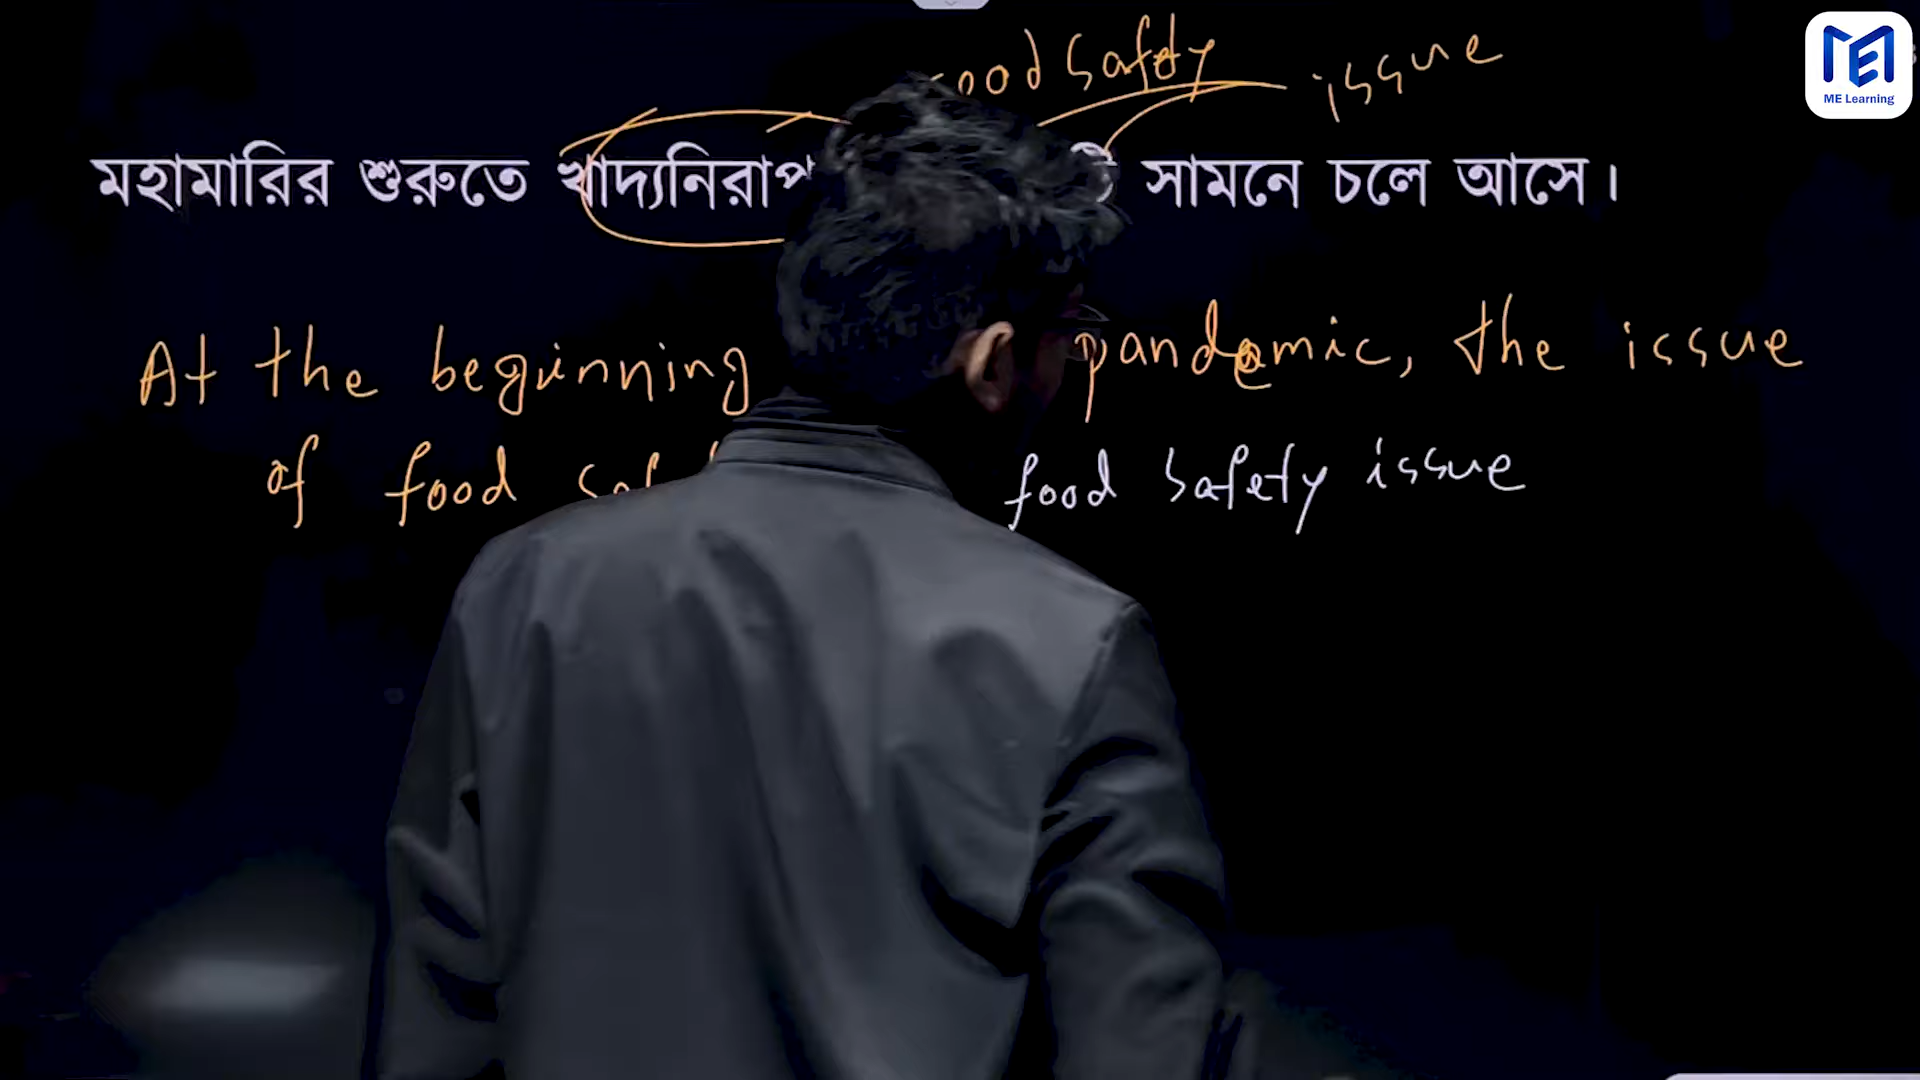 food safety issue
ME Learning
মহামারির শুরুতে সামনে চলে আসে।
At the beginning pandemic, the issue
of food food safety issue